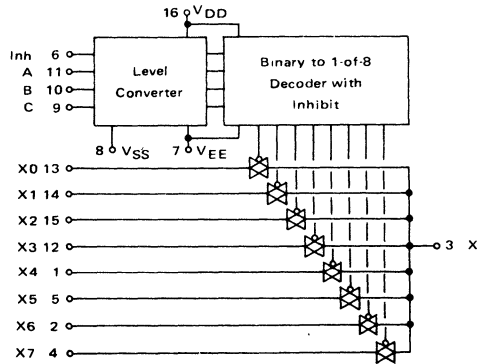 16 VDD
Inh 6
A 11
B 10
C 9
Level
Converter
Binary to 1-of-8
Decoder with
Inhibit
8 VSS
7 VEE
X0 13
X1 14
X2 15
X3 12
X4 1
X5 5
X6 2
X7 4
3 X